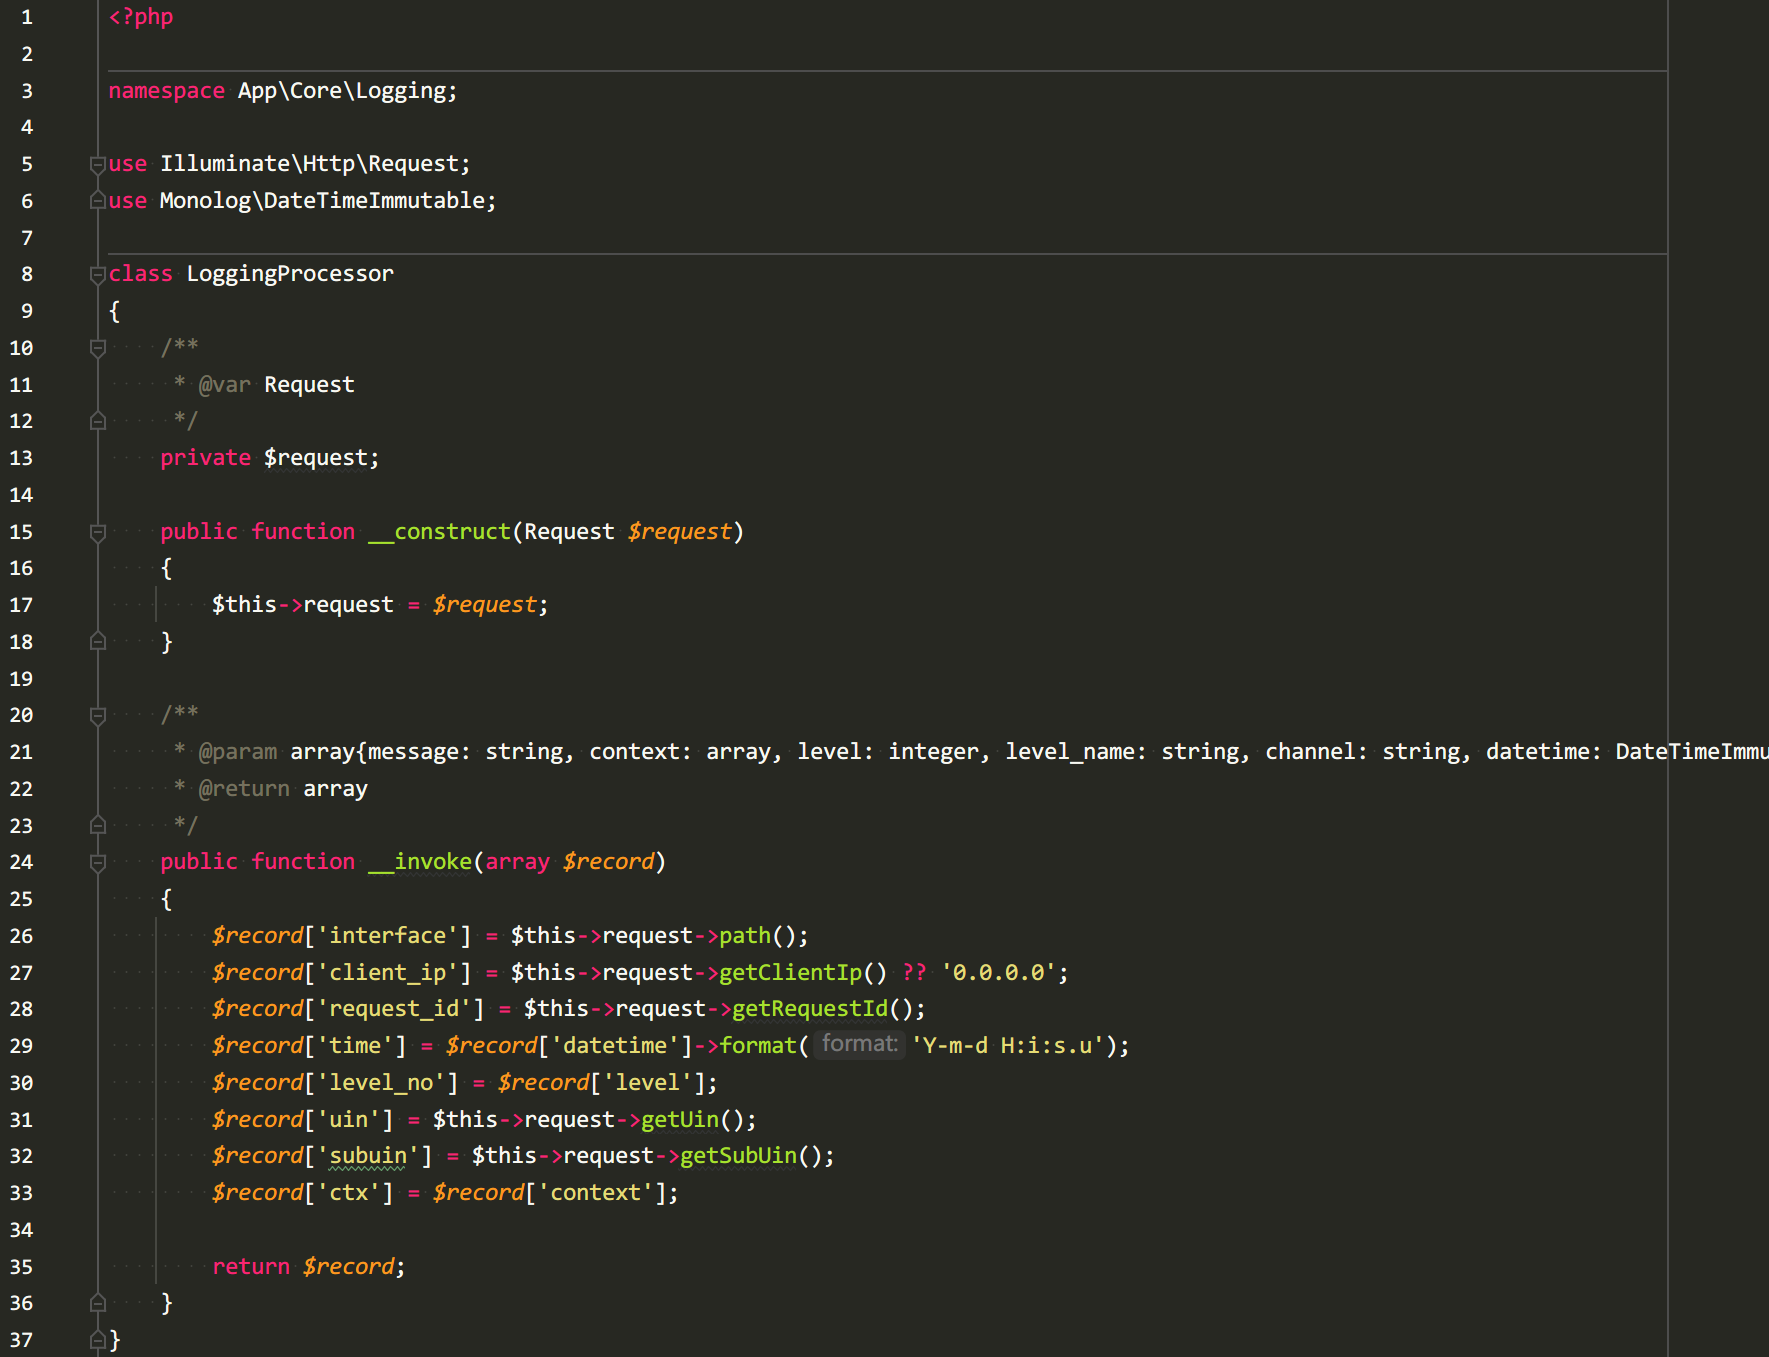 1 <?php
2
3 namespace App\Core\Logging;
4
5 use Illuminate\Http\Request;
6 use Monolog\DateTimeImmutable;
7
8 class LoggingProcessor
9 {
10     /**
11      * @var Request
12      */
13     private $request;
14
15     public function __construct(Request $request)
16     {
17         $this->request = $request;
18     }
19
20     /**
21      * @param array{message: string, context: array, level: integer, level_name: string, channel: string, datetime: DateTimeImmu
22      * @return array
23      */
24     public function __invoke(array $record)
25     {
26         $record['interface'] = $this->request->path();
27         $record['client_ip'] = $this->request->getClientIp() ?? '0.0.0.0';
28         $record['request_id'] = $this->request->getRequestId();
29         $record['time'] = $record['datetime']->format( format: 'Y-m-d H:i:s.u');
30         $record['level_no'] = $record['level'];
31         $record['uin'] = $this->request->getUin();
32         $record['subuin'] = $this->request->getSubUin();
33         $record['ctx'] = $record['context'];
34
35         return $record;
36     }
37 }